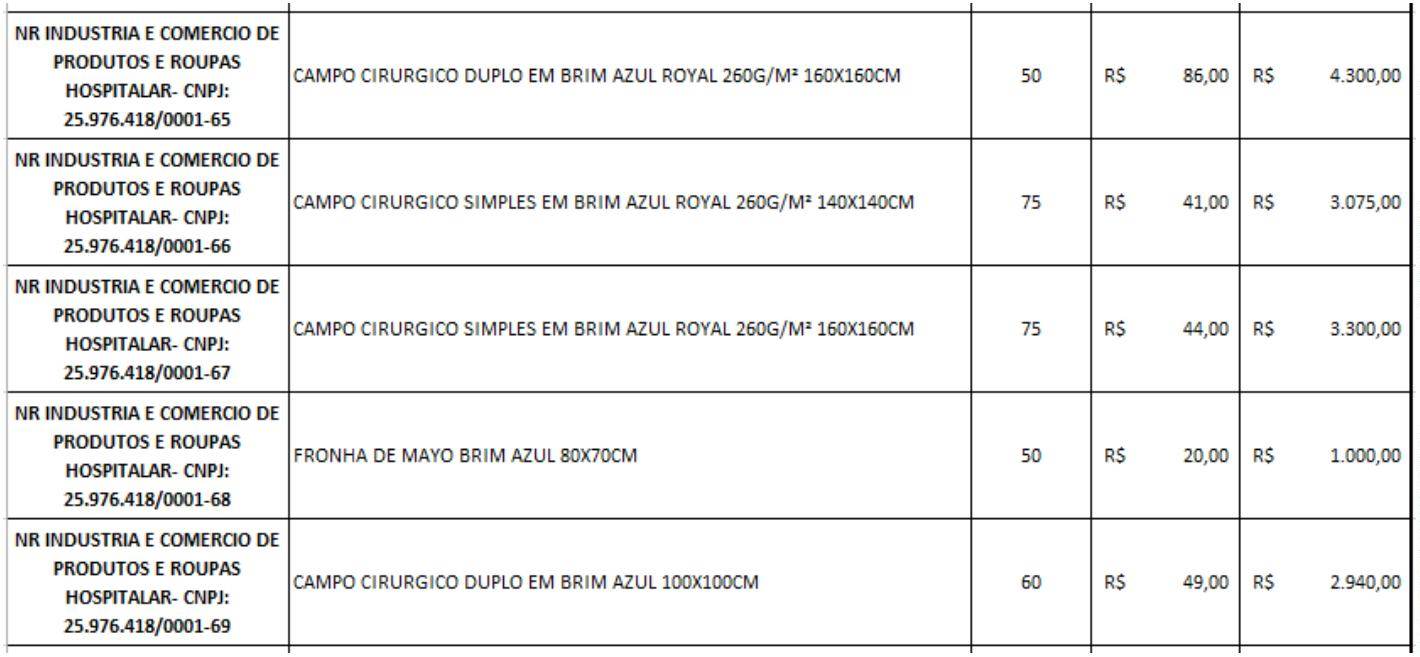 NR INDUSTRIA E COMERCIO DE
PRODUTOS E ROUPAS
HOSPITALAR- CNPJ:
25.976.418/0001-65
CAMPO CIRURGICO DUPLO EM BRIM AZUL ROYAL 260G/M² 160X160CM 50 R$ 86,00 R$ 4.300,00
NR INDUSTRIA E COMERCIO DE
PRODUTOS E ROUPAS
HOSPITALAR- CNPJ:
25.976.418/0001-66
CAMPO CIRURGICO SIMPLES EM BRIM AZUL ROYAL 260G/M² 140X140CM 75 R$ 41,00 R$ 3.075,00
NR INDUSTRIA E COMERCIO DE
PRODUTOS E ROUPAS
HOSPITALAR- CNPJ:
25.976.418/0001-67
CAMPO CIRURGICO SIMPLES EM BRIM AZUL ROYAL 260G/M² 160X160CM 75 R$ 44,00 R$ 3.300,00
NR INDUSTRIA E COMERCIO DE
PRODUTOS E ROUPAS
HOSPITALAR- CNPJ:
25.976.418/0001-68
FRONHA DE MAYO BRIM AZUL 80X70CM 50 R$ 20,00 R$ 1.000,00
NR INDUSTRIA E COMERCIO DE
PRODUTOS E ROUPAS
HOSPITALAR- CNPJ:
25.976.418/0001-69
CAMPO CIRURGICO DUPLO EM BRIM AZUL 100X100CM 60 R$ 49,00 R$ 2.940,00